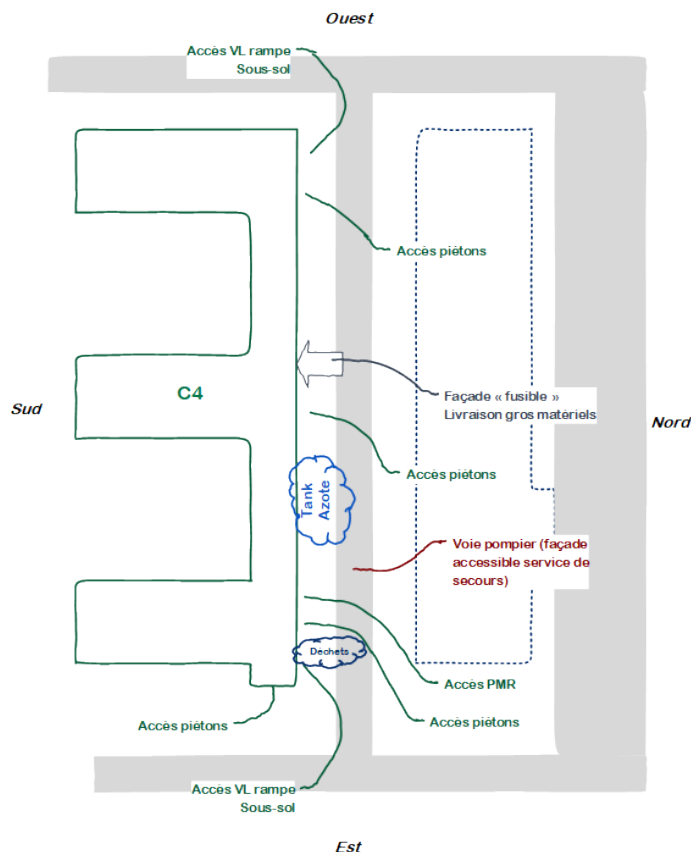 Ouest
Accès VL rampe
Sous-sol
Accès piétons
C4
Façade « fusible »
Livraison gros matériels
Sud
Nord
Accès piétons
Tank
Azote
Voie pompier (façade
accessible service de
secours)
Dechets
Accès PMR
Accès piétons
Accès piétons
Accès VL rampe
Sous-sol
Est